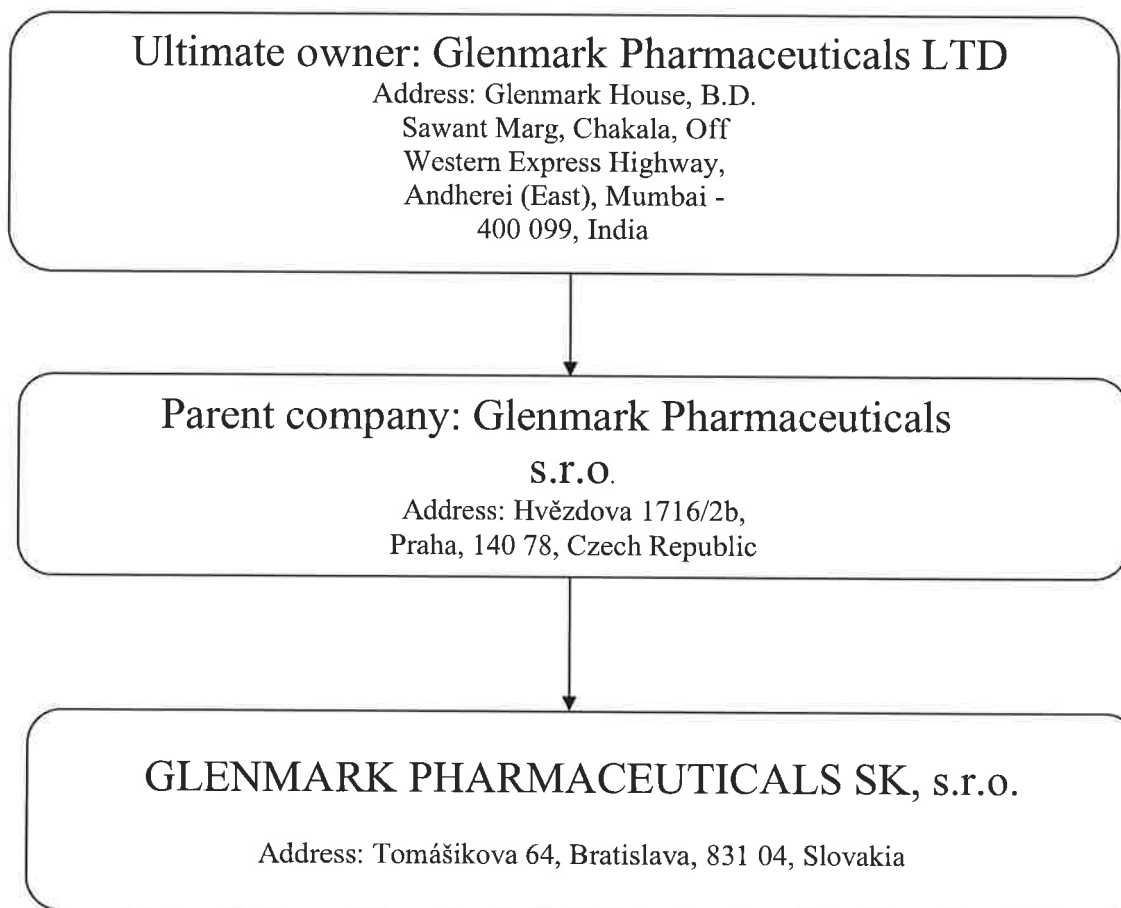 Ultimate owner: Glenmark Pharmaceuticals LTD
Address: Glenmark House, B.D.
Sawant Marg, Chakala, Off
Western Express Highway,
Andherei (East), Mumbai -
400 099, India
Parent company: Glenmark Pharmaceuticals
s.r.o.
Address: Hvězdova 1716/2b,
Praha, 140 78, Czech Republic
GLENMARK PHARMACEUTICALS SK, s.r.o.
Address: Tomášikova 64, Bratislava, 831 04, Slovakia